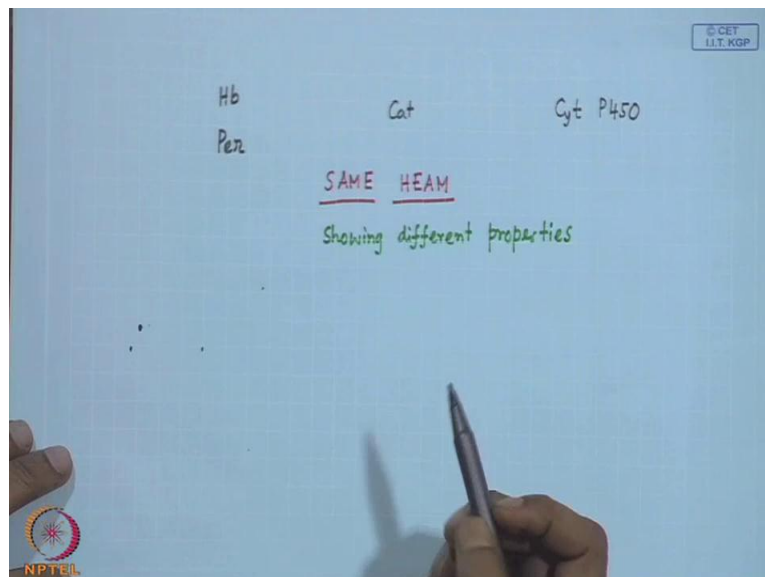 © CET
I.I.T. KGP
Hb
Cat
Cyt P450
Per
SAME HEAM
Showing different properties
NPTEL